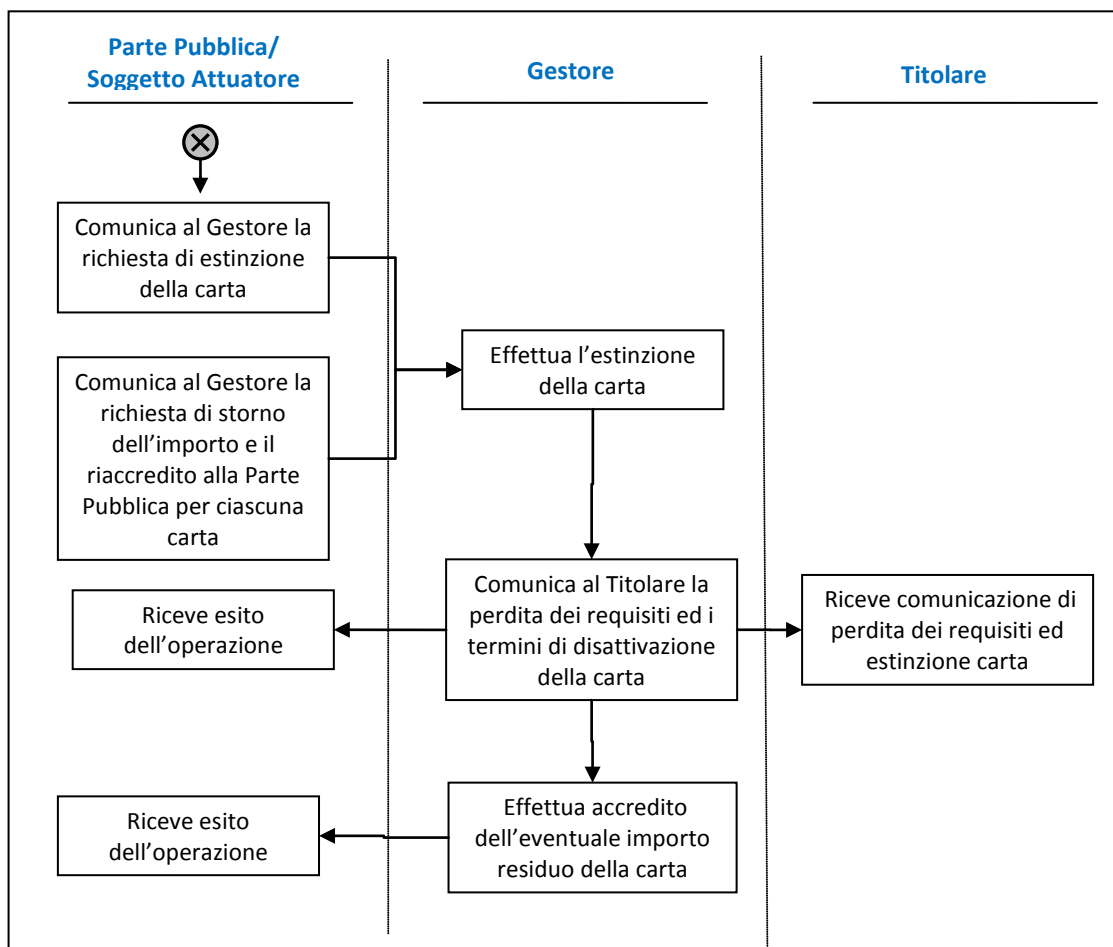 Parte Pubblica/
Soggetto Attuatore
Gestore
Titolare
Comunica al Gestore la
richiesta di estinzione
della carta
Comunica al Gestore la
richiesta di storno
dell’importo e il
riaccredito alla Parte
Pubblica per ciascuna
carta
Effettua l’estinzione
della carta
Riceve esito
dell’operazione
Comunica al Titolare la
perdita dei requisiti ed i
termini di disattivazione
della carta
Riceve comunicazione di
perdita dei requisiti ed
estinzione carta
Riceve esito
dell’operazione
Effettua accredito
dell’eventuale importo
residuo della carta